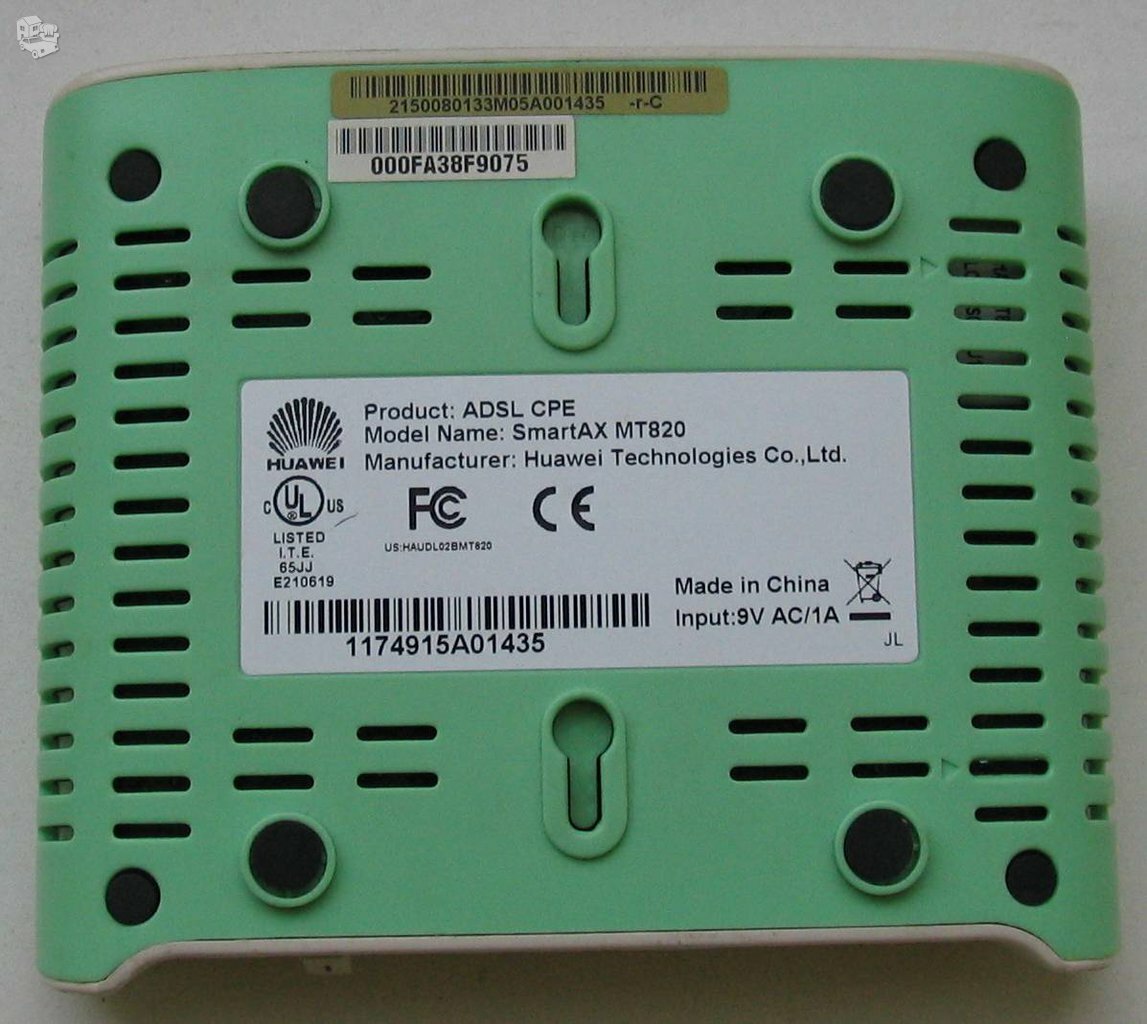 2150080133M05A001435 -r-C
000FA38F9075
HUAWEI
Product: ADSL CPE
Model Name: SmartAX MT820
Manufacturer: Huawei Technologies Co.,Ltd.
C UL ® US
LISTED
I.T.E.
65JJ
E210619
FC
US:HAUDL02BMT820
CE
1174915A01435
Made in China
Input:9V AC/1A
JL